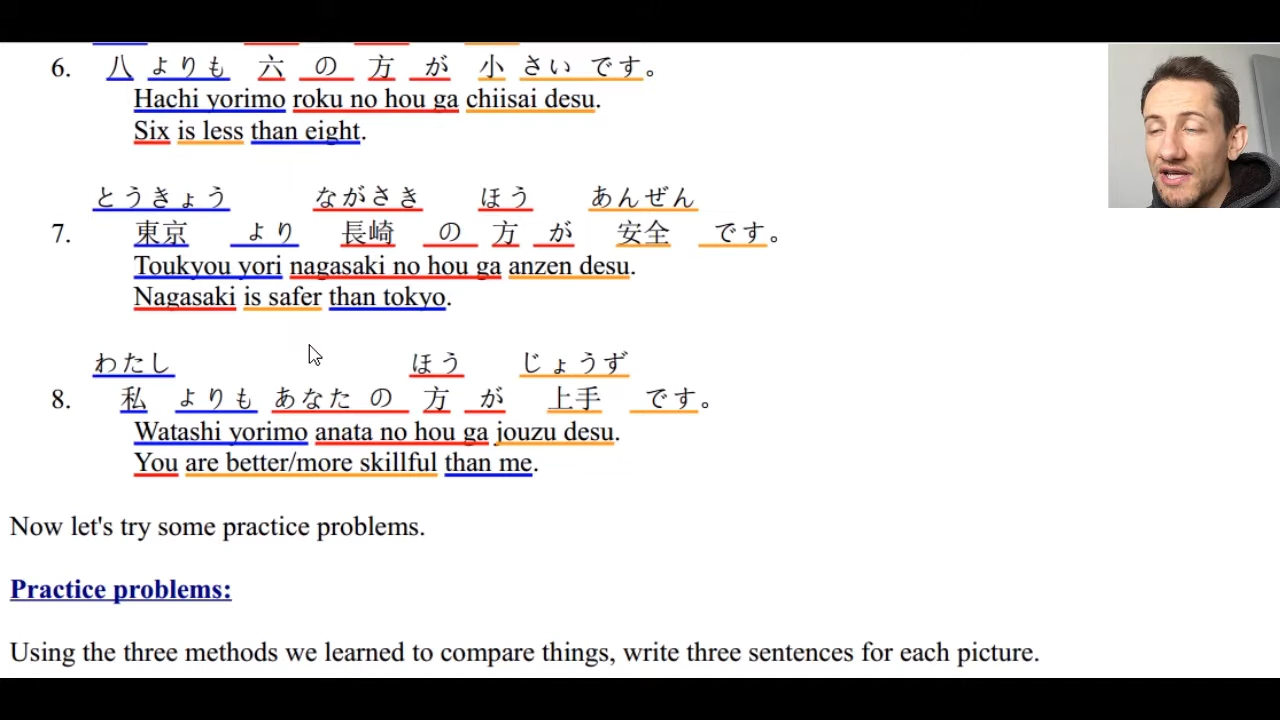 6. 八 よりも 六 の 方 が 小 さい です。
Hachi yorimo roku no hou ga chiisai desu.
Six is less than eight.
とうきょう ながさき ほう あんぜん
7. 東京 より 長崎 の 方 が 安全 です。
Toukyou yori nagasaki no hou ga anzen desu.
Nagasaki is safer than tokyo.
わたし ほう じょうず
8. 私 よりも あなた の 方 が 上手 です。
Watashi yorimo anata no hou ga jouzu desu.
You are better/more skillful than me.
Now let's try some practice problems.
Practice problems:
Using the three methods we learned to compare things, write three sentences for each picture.